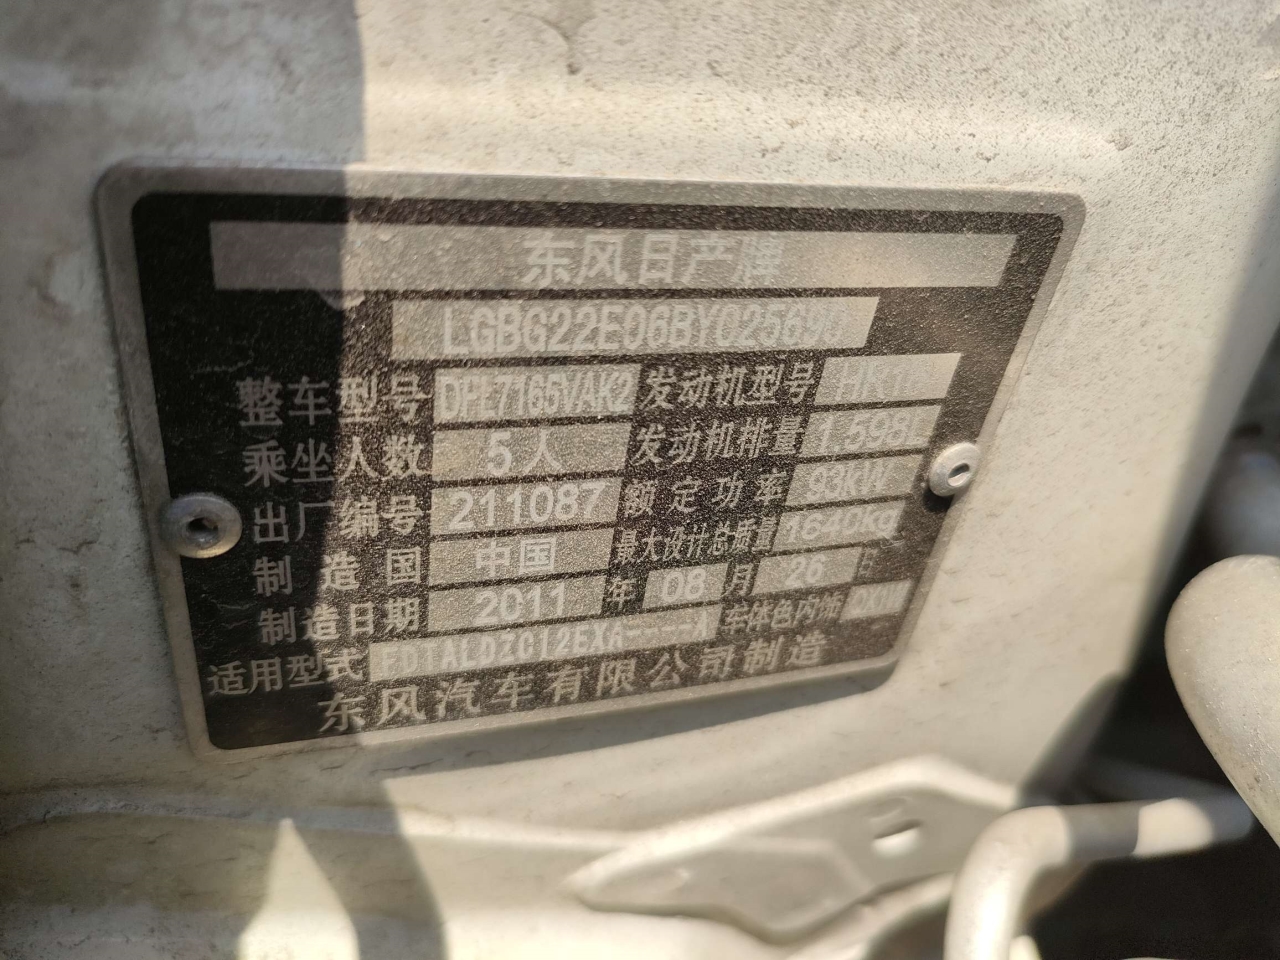 东风日产牌
LGBG22E06BY025690
整车型号 DFL7165VAK2 发动机型号 HR16
乘坐人数 5人 发动机排量 1.598L
出厂编号 211087 额定功率 93kW
制造国 中国 最大设计总质量 1640kg
制造日期 2011 年 08 月 26 日
适用型式 FDTALDZC12EXA----A 车体色内饰
东风汽车有限公司制造